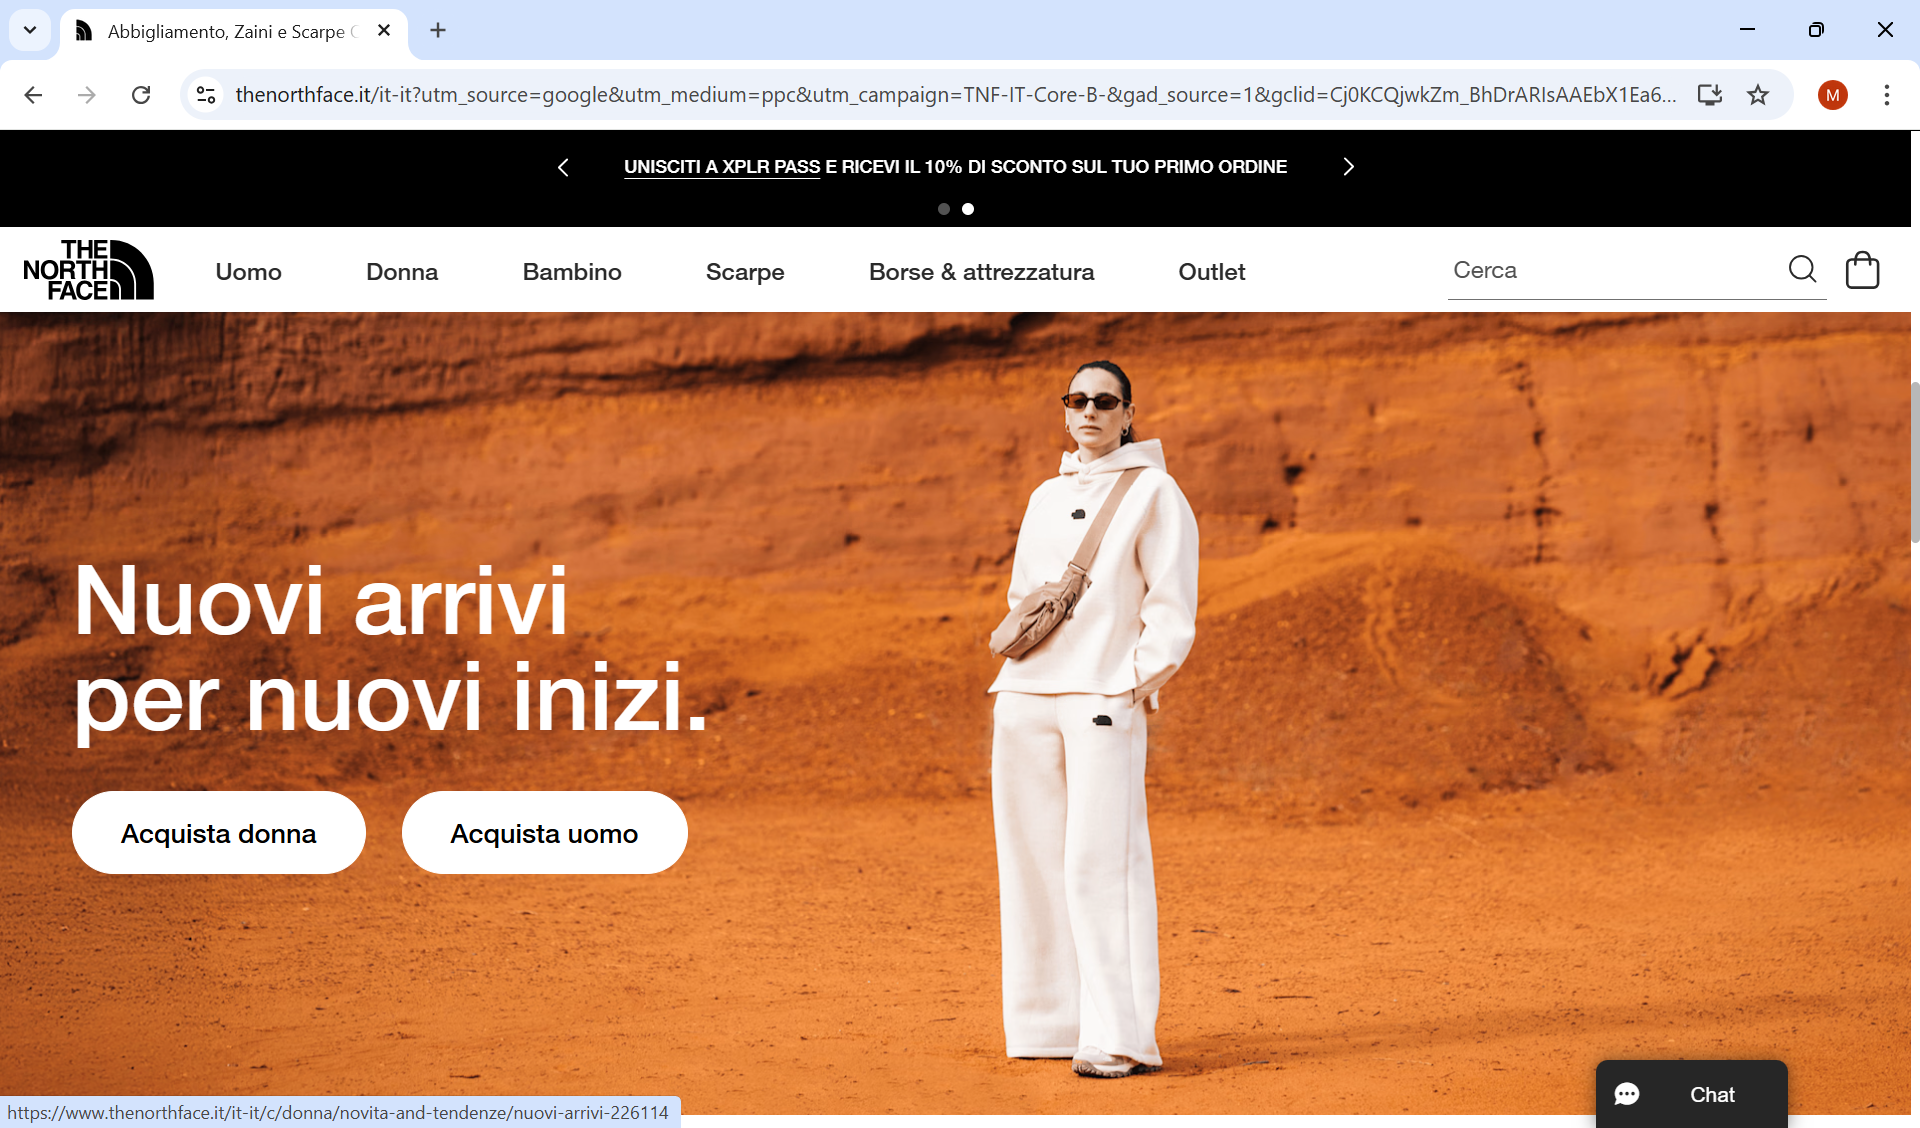 Abbigliamento, Zaini e Scarpe
thenorthface.it/it-it?utm_source=google&utm_medium=ppc&utm_campaign=TNF-IT-Core-B-&gad_source=1&gclid=Cj0KCQjwkZm_BhDrARIsAAEbX1Ea6...
M
UNISCITI A XPLR PASS E RICEVI IL 10% DI SCONTO SUL TUO PRIMO ORDINE
THE
NORTH
FACE
Uomo
Donna
Bambino
Scarpe
Borse & attrezzatura
Outlet
Cerca
Nuovi arrivi
per nuovi inizi.
Acquista donna
Acquista uomo
Chat
https://www.thenorthface.it/it-it/c/donna/novita-and-tendenze/nuovi-arrivi-226114